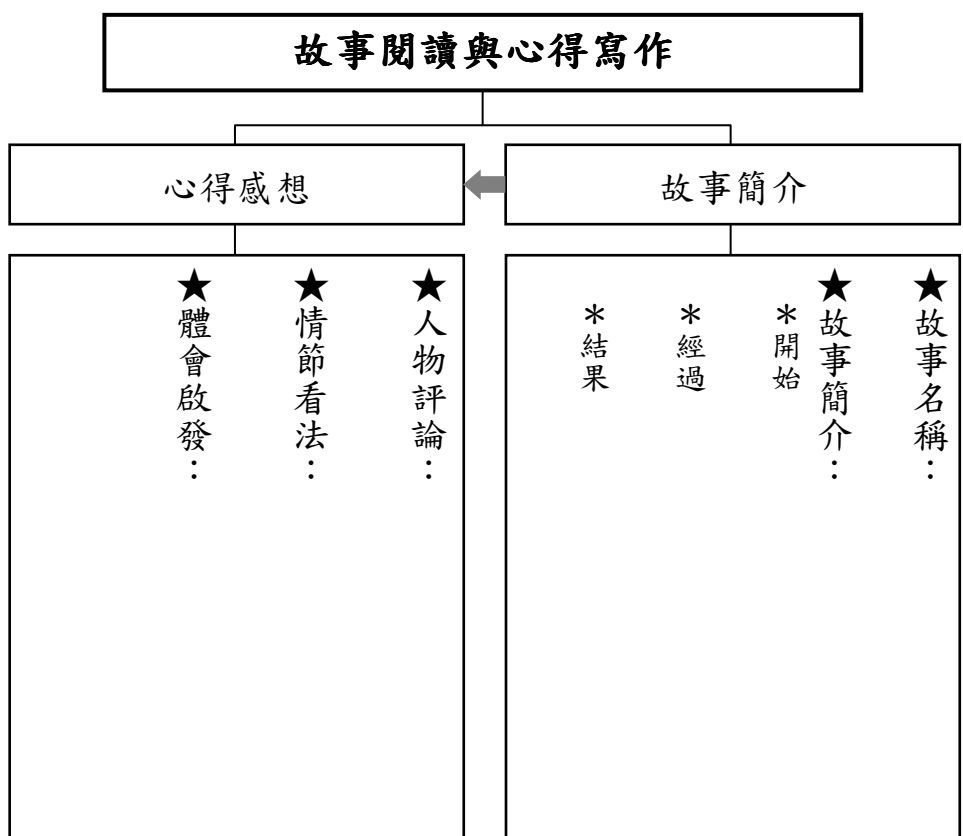 故事閱讀與心得寫作
故事簡介
★故事名稱：
★故事簡介：
＊開始
＊經過
＊結果
心得感想
★人物評論：
★情節看法：
★體會啟發：